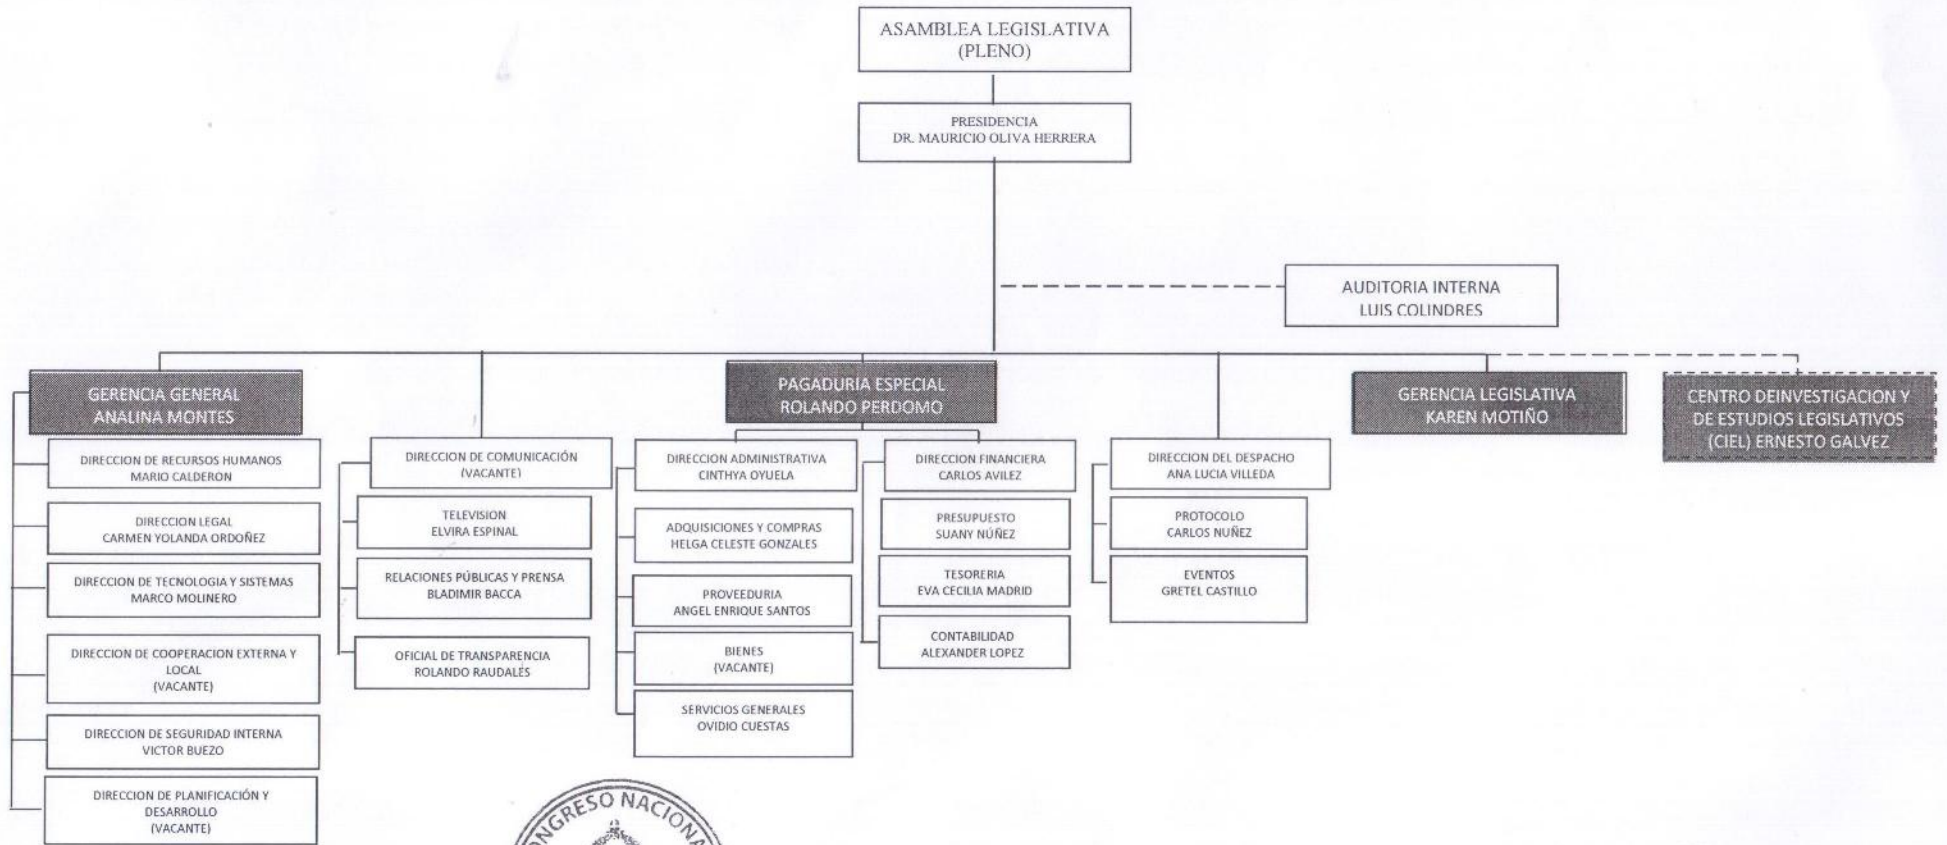 ASAMBLEA LEGISLATIVA
(PLENO)
PRESIDENCIA
DR. MAURICIO OLIVA HERRERA
AUDITORIA INTERNA
LUIS COLINDRES
GERENCIA GENERAL
ANALINA MONTES
DIRECCION DE RECURSOS HUMANOS
MARIO CALDERON
DIRECCION LEGAL
CARMEN YOLANDA ORDOÑEZ
DIRECCION DE TECNOLOGIA Y SISTEMAS
MARCO MOLINERO
DIRECCION DE COOPERACION EXTERNA Y
LOCAL
(VACANTE)
DIRECCION DE SEGURIDAD INTERNA
VICTOR BUEZO
DIRECCION DE PLANIFICACIÓN Y
DESARROLLO
(VACANTE)
DIRECCION DE COMUNICACIÓN
(VACANTE)
TELEVISION
ELVIRA ESPINAL
RELACIONES PÚBLICAS Y PRENSA
BLADIMIR BACCA
OFICIAL DE TRANSPARENCIA
ROLANDO RAUDALES
PAGADURIA ESPECIAL
ROLANDO PERDOMO
DIRECCION ADMINISTRATIVA
CINTHYA OYUELA
ADQUISICIONES Y COMPRAS
HELGA CELESTE GONZALES
PROVEEDURIA
ANGEL ENRIQUE SANTOS
BIENES
(VACANTE)
SERVICIOS GENERALES
OVIDIO CUESTAS
DIRECCION FINANCIERA
CARLOS AVILEZ
PRESUPUESTO
SUANY NÚÑEZ
TESORERIA
EVA CECILIA MADRID
CONTABILIDAD
ALEXANDER LOPEZ
DIRECCION DEL DESPACHO
ANA LUCIA VILLEDA
PROTOCOLO
CARLOS NUÑEZ
EVENTOS
GRETEL CASTILLO
GERENCIA LEGISLATIVA
KAREN MOTIÑO
CENTRO DEINVESTIGACION Y
DE ESTUDIOS LEGISLATIVOS
(CIEL) ERNESTO GALVEZ
ONGRESO NACIONA